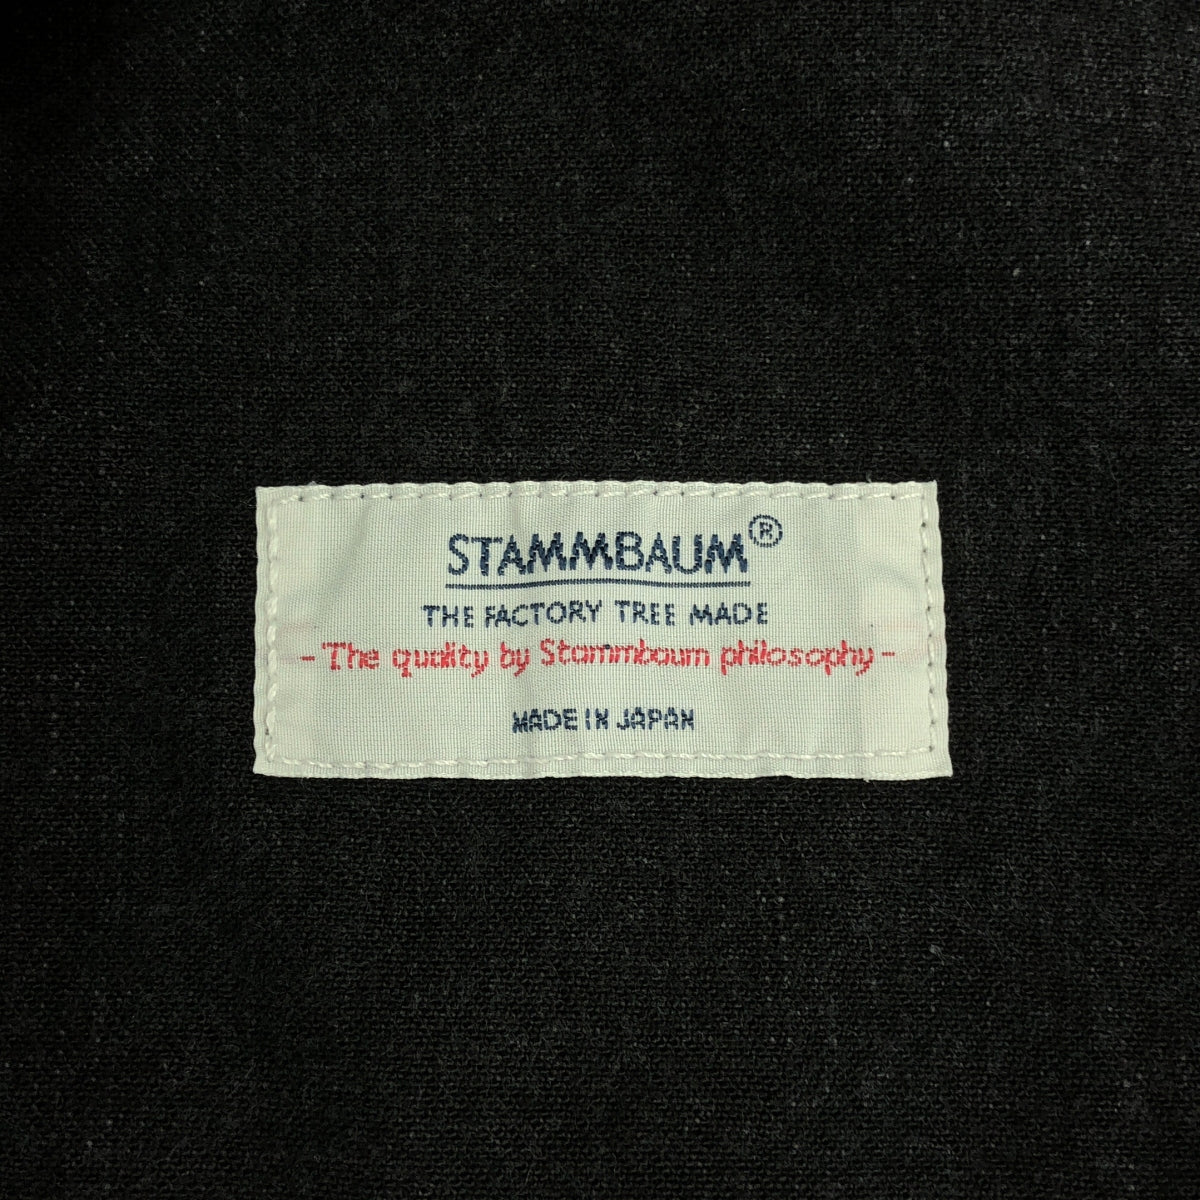 STAMMBAUM®
THE FACTORY TREE MADE
-The quality by Stammbaum philosophy-
MADE IN JAPAN